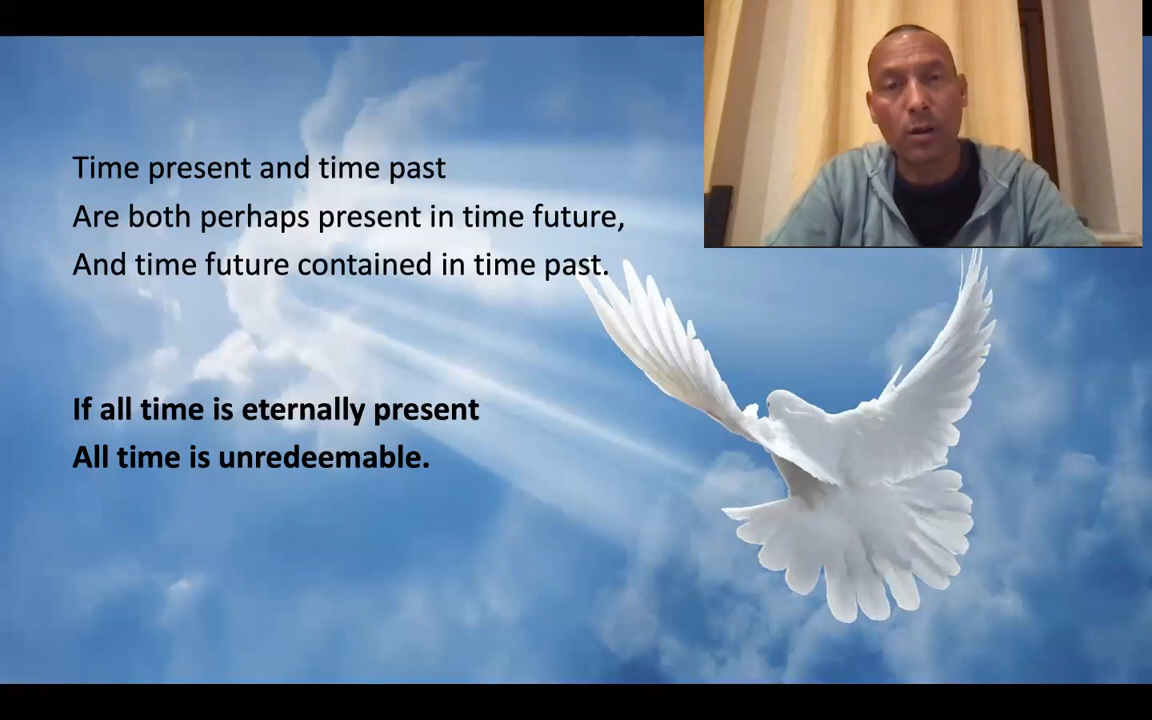 Time present and time past
Are both perhaps present in time future,
And time future contained in time past.
If all time is eternally present
All time is unredeemable.